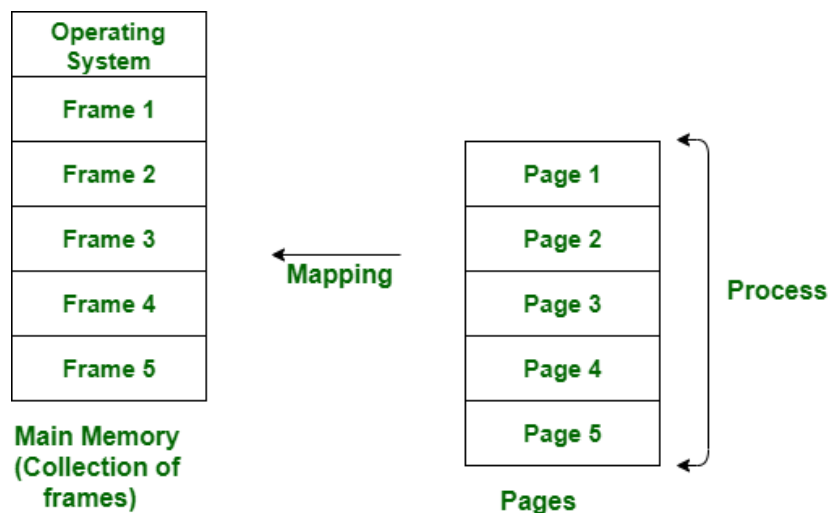 Operating
System
Frame 1
Frame 2
Frame 3
Frame 4
Frame 5
Main Memory
(Collection of
frames)
Mapping
Page 1
Page 2
Page 3
Page 4
Page 5
Pages
Process